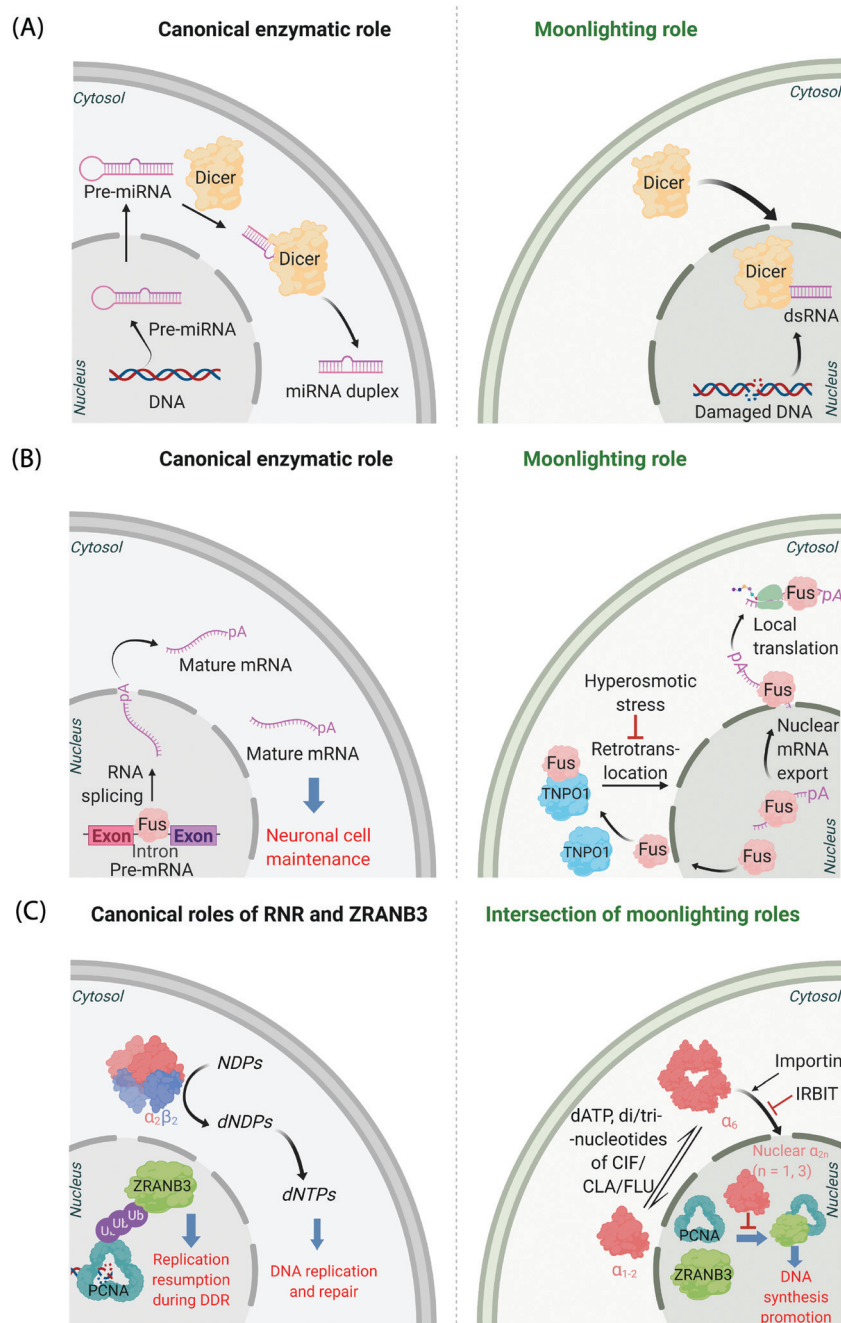 (A)
Canonical enzymatic role
Moonlighting role
Cytosol
Pre-miRNA
Dicer
Dicer
Pre-miRNA
DNA
Nucleus
miRNA duplex
Cytosol
Dicer
Dicer
dsRNA
Damaged DNA
Nucleus
(B)
Canonical enzymatic role
Moonlighting role
Cytosol
pA
Mature mRNA
pA
Nucleus
RNA
splicing
Fus
Exon
Exon
Intron
Pre-mRNA
pA
Mature mRNA
Neuronal cell
maintenance
Cytosol
Fus
pA
Local
translation
pA
Fus
Hyperosmotic
stress
Retrotrans-
location
Fus
TNPO1
TNPO1
Fus
Nuclear
mRNA
export
pA
Fus
Fus
Nucleus
(C)
Canonical roles of RNR and ZRANB3
Intersection of moonlighting roles
Cytosol
NDPs
α2β2
dNDPs
dNTPs
DNA replication
and repair
Nucleus
ZRANB3
Ub
Ub
Ub
PCNA
Replication
resumption
during DDR
Cytosol
Importin
IRBIT
α6
dATP, di/tri-
-nucleotides
of CIF/
CLA/FLU
α1-2
Nuclear α2n
(n = 1, 3)
Nucleus
PCNA
ZRANB3
DNA
synthesis
promotion